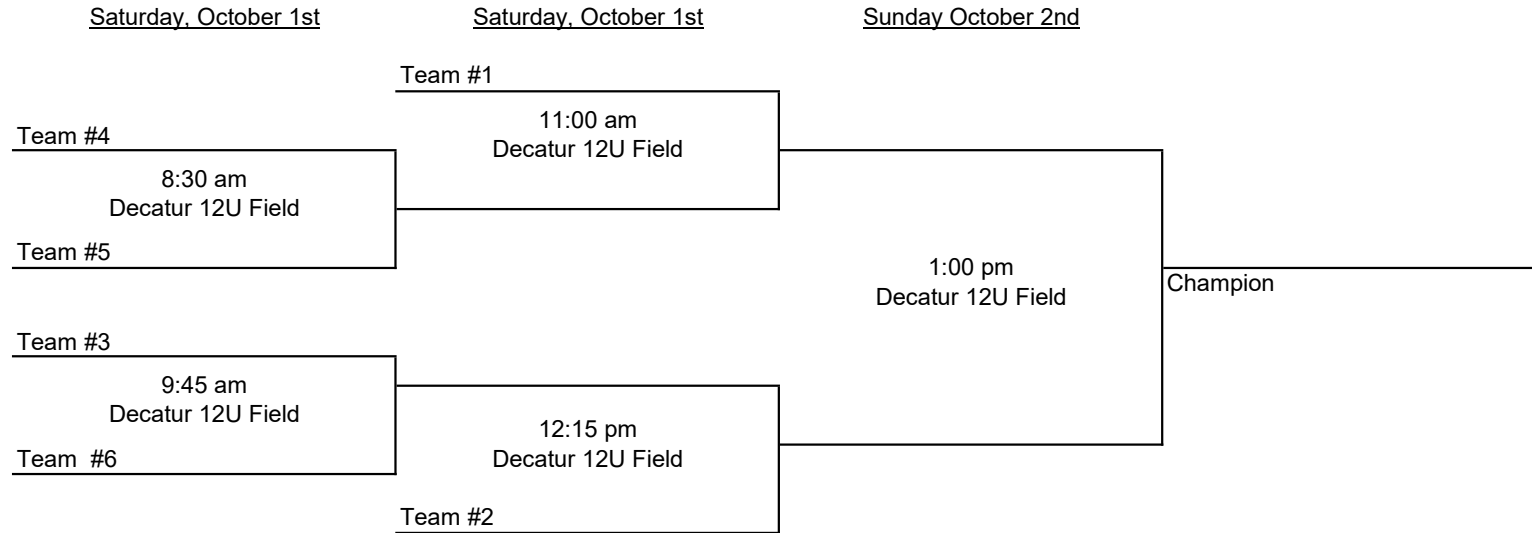 Saturday, October 1st
Saturday, October 1st
Sunday October 2nd
Team #1
11:00 am
Decatur 12U Field
Team #4
8:30 am
Decatur 12U Field
Team #5
1:00 pm
Decatur 12U Field
Champion
Team #3
9:45 am
Decatur 12U Field
Team  #6
12:15 pm
Decatur 12U Field
Team #2